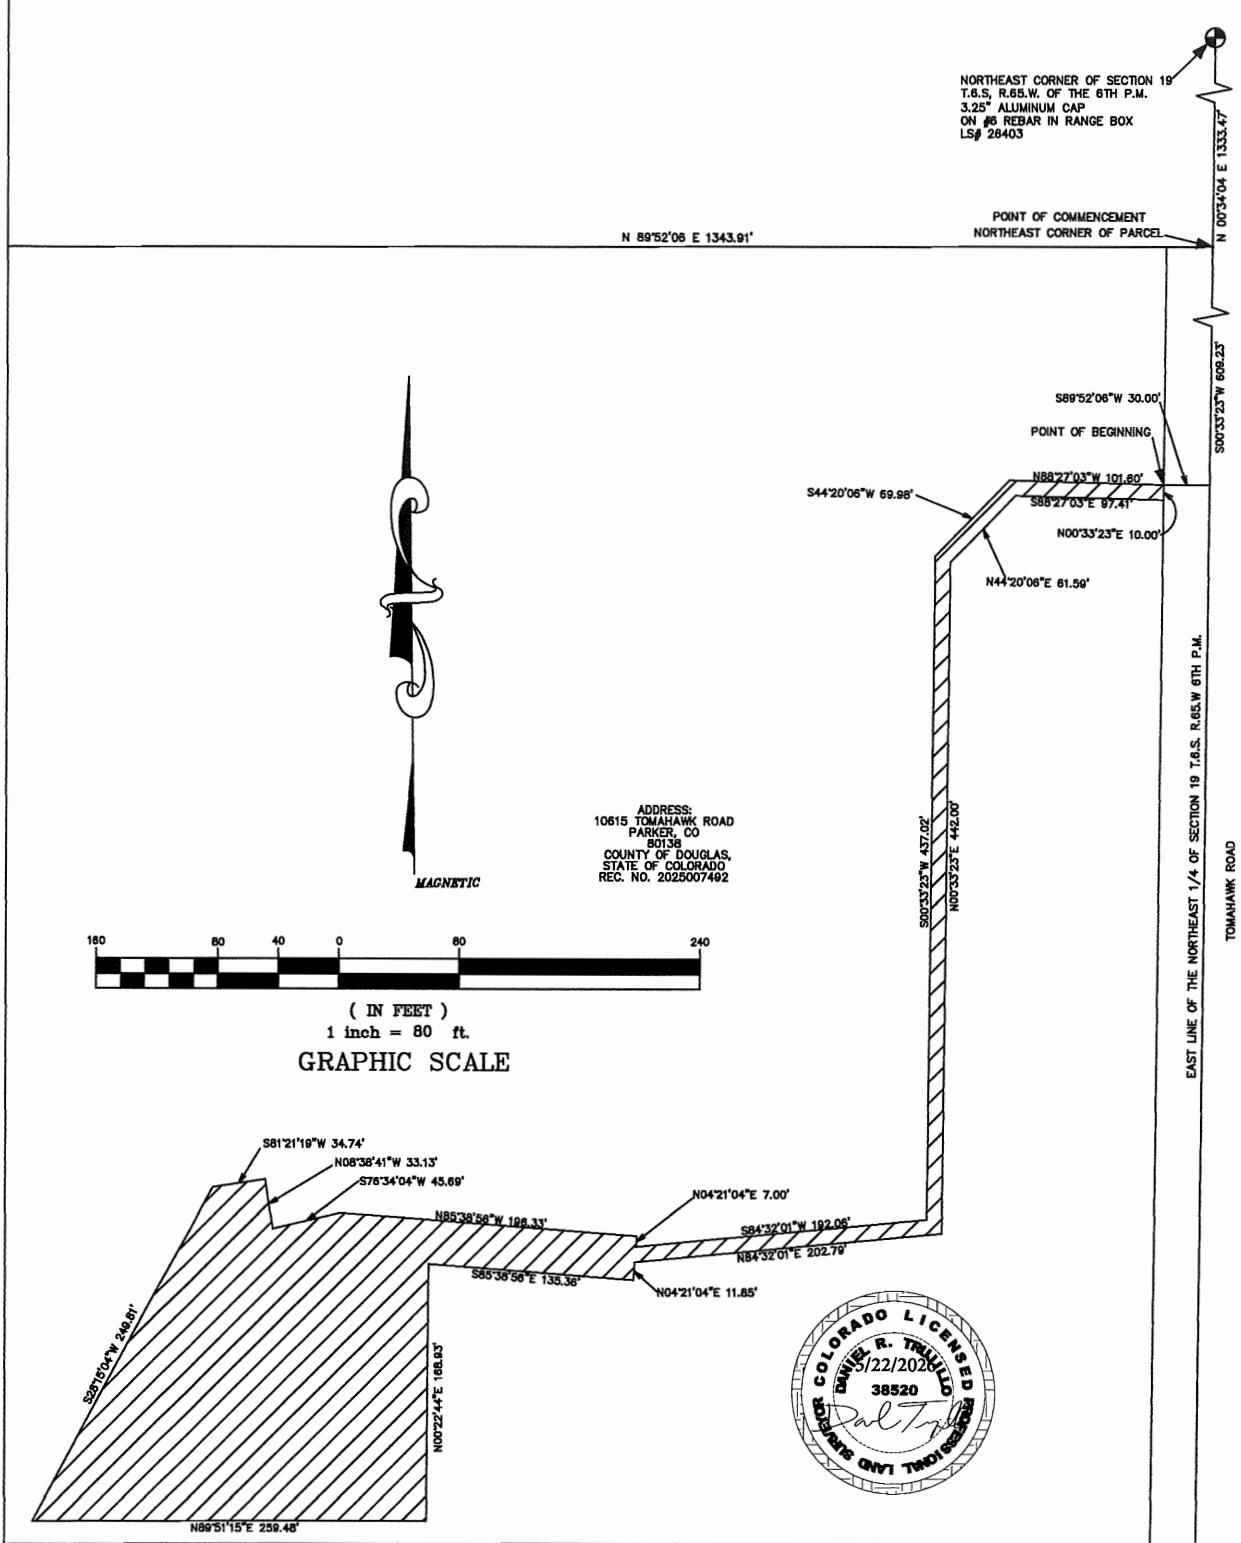 NORTHEAST CORNER OF SECTION 19
T.6.S, R.65.W. OF THE 6TH P.M.
3.25" ALUMINUM CAP
ON #6 REBAR IN RANGE BOX
LS# 26403
N 00°34'04 E 1333.47'
POINT OF COMMENCEMENT
NORTHEAST CORNER OF PARCEL
N 89°52'06 E 1343.91'
S00°33'23"W 609.23'
S89°52'06"W 30.00'
POINT OF BEGINNING
N88°27'03"W 101.60'
S44°20'06"W 69.98'
S88°27'03"E 97.41'
N00°33'23"E 10.00'
N44°20'06"E 61.59'
EAST LINE OF THE NORTHEAST 1/4 OF SECTION 19 T.6.S. R.65.W 6TH P.M.
TOMAHAWK ROAD
S00°33'23"W 437.02'
N00°33'23"E 442.00'
ADDRESS:
10615 TOMAHAWK ROAD
PARKER, CO
80138
COUNTY OF DOUGLAS,
STATE OF COLORADO
REC. NO. 2025007492
MAGNETIC
160 80 40 0 80 240
( IN FEET )
1 inch = 80 ft.
GRAPHIC SCALE
S81°21'19"W 34.74'
N08°38'41"W 33.13'
S76°34'04"W 45.69'
N85°38'56"W 196.33'
N04°21'04"E 7.00'
S84°32'01"W 192.06'
N84°32'01"E 202.79'
S85°38'56"E 135.36'
N04°21'04"E 11.85'
S28°15'04"W 249.81'
N00°22'44"E 168.93'
N89°51'15"E 259.48'
COLORADO LICENSED
PROFESSIONAL LAND SURVEYOR
DANIEL R. TRUJILLO
5/22/2026
38520